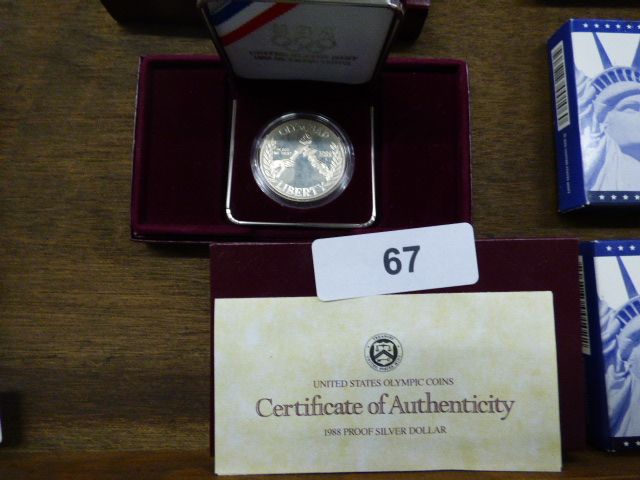 OLYMPIAD
LIBERTY
67
UNITED STATES OLYMPIC COINS
Certificate of Authenticity
1988 PROOF SILVER DOLLAR